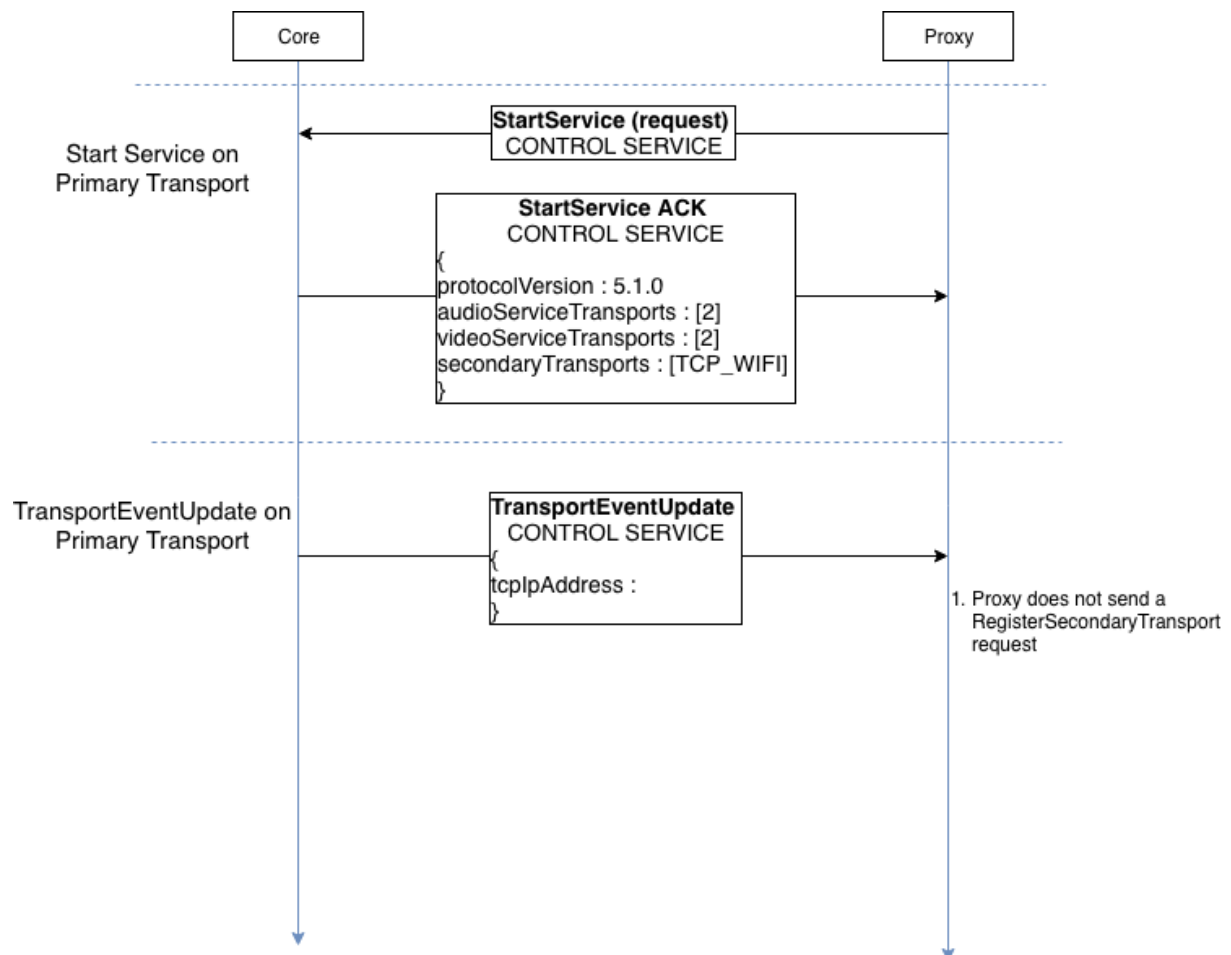 Core
Proxy
StartService (request)
CONTROL SERVICE
Start Service on
Primary Transport
StartService ACK
CONTROL SERVICE
{
protocolVersion : 5.1.0
audioServiceTransports : [2]
videoServiceTransports : [2]
secondaryTransports : [TCP_WIFI]
}
TransportEventUpdate on
Primary Transport
TransportEventUpdate
CONTROL SERVICE
{
tcpIpAddress :
}
1. Proxy does not send a
RegisterSecondaryTransport
request